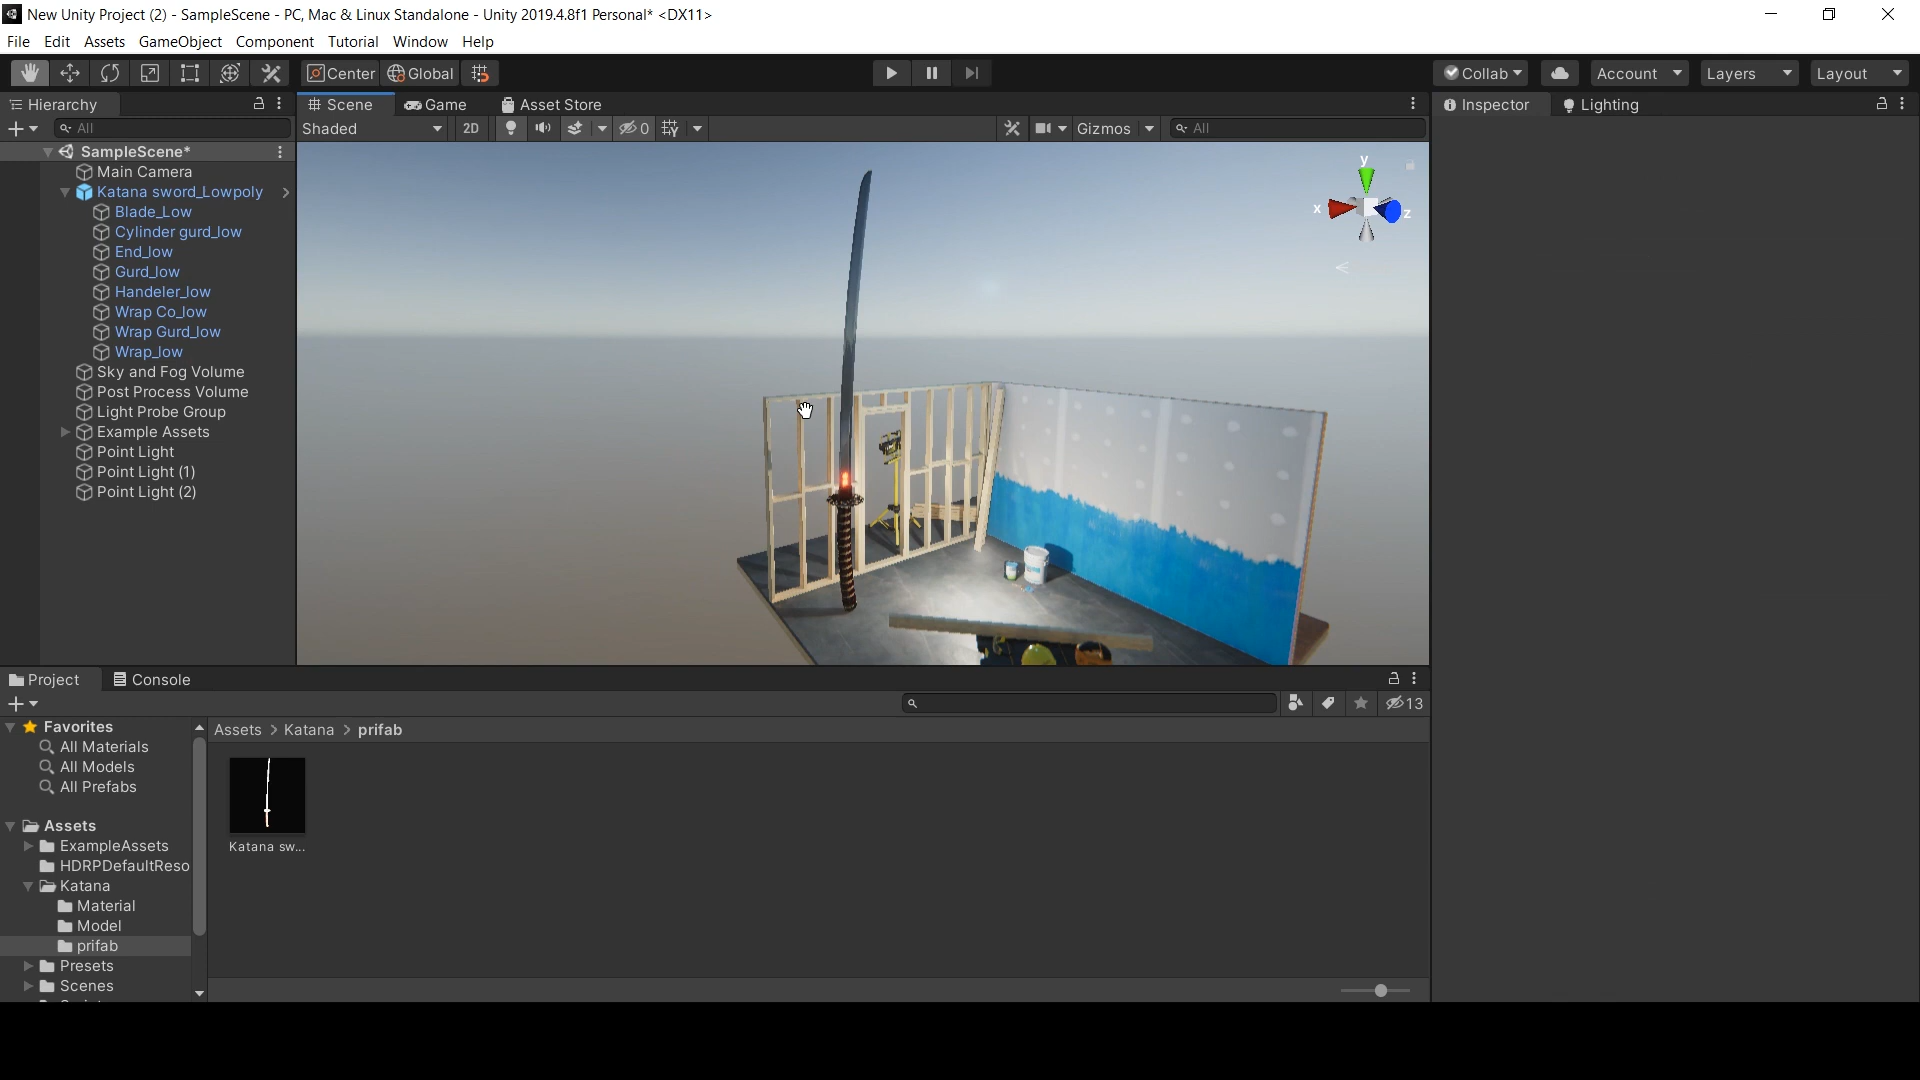 New Unity Project (2) - SampleScene - PC, Mac & Linux Standalone - Unity 2019.4.8f1 Personal* <DX11>
File Edit Assets GameObject Component Tutorial Window Help
Center Global Collab Account Layers Layout
Hierarchy Scene Game Asset Store Inspector Lighting
All Shaded 2D 0 Gizmos All
SampleScene*
Main Camera
Katana sword_Lowpoly
Blade_Low
Cylinder gurd_low
End_low
Gurd_low
Handeler_low
Wrap Co_low
Wrap Gurd_low
Wrap_low
Sky and Fog Volume
Post Process Volume
Light Probe Group
Example Assets
Point Light
Point Light (1)
Point Light (2)
y
x z
Project Console
13
Favorites
All Materials
All Models
All Prefabs
Assets
ExampleAssets
HDRPDefaultReso
Katana
Material
Model
prifab
Presets
Scenes
Assets > Katana > prifab
Katana sw...